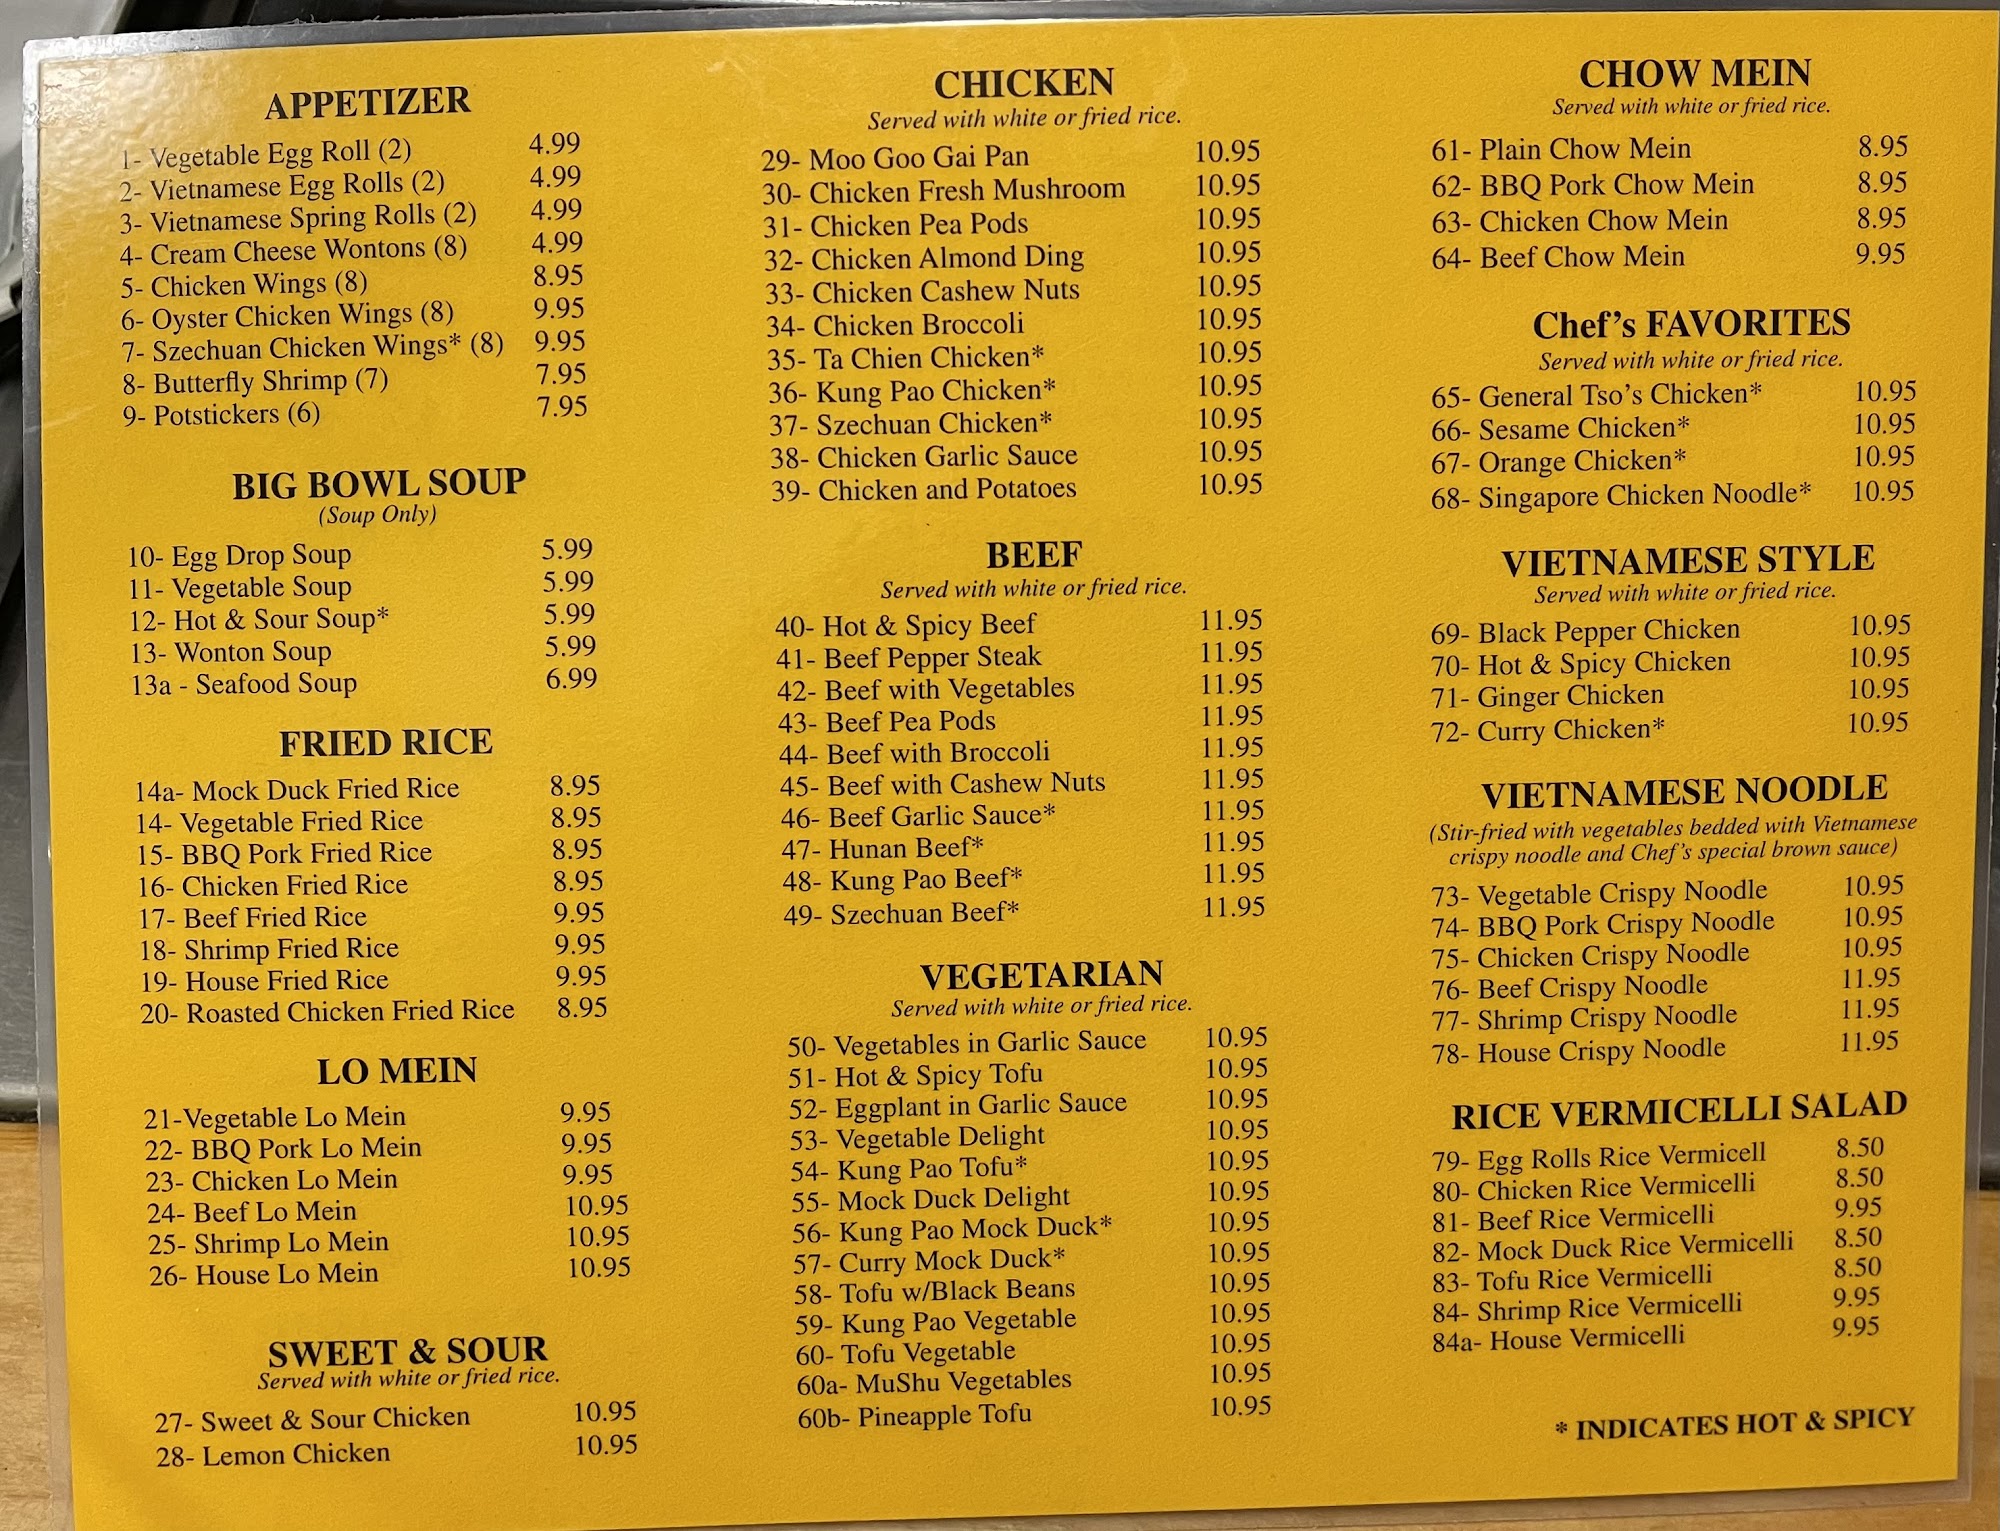 APPETIZER
1- Vegetable Egg Roll (2) 4.99
2- Vietnamese Egg Rolls (2) 4.99
3- Vietnamese Spring Rolls (2) 4.99
4- Cream Cheese Wontons (8) 4.99
5- Chicken Wings (8) 8.95
6- Oyster Chicken Wings (8) 9.95
7- Szechuan Chicken Wings* (8) 9.95
8- Butterfly Shrimp (7) 7.95
9- Potstickers (6) 7.95
BIG BOWL SOUP
(Soup Only)
10- Egg Drop Soup 5.99
11- Vegetable Soup 5.99
12- Hot & Sour Soup* 5.99
13- Wonton Soup 5.99
13a - Seafood Soup 6.99
FRIED RICE
14a- Mock Duck Fried Rice 8.95
14- Vegetable Fried Rice 8.95
15- BBQ Pork Fried Rice 8.95
16- Chicken Fried Rice 8.95
17- Beef Fried Rice 9.95
18- Shrimp Fried Rice 9.95
19- House Fried Rice 9.95
20- Roasted Chicken Fried Rice 8.95
LO MEIN
21-Vegetable Lo Mein 9.95
22- BBQ Pork Lo Mein 9.95
23- Chicken Lo Mein 9.95
24- Beef Lo Mein 10.95
25- Shrimp Lo Mein 10.95
26- House Lo Mein 10.95
SWEET & SOUR
Served with white or fried rice.
27- Sweet & Sour Chicken 10.95
28- Lemon Chicken 10.95
CHICKEN
Served with white or fried rice.
29- Moo Goo Gai Pan 10.95
30- Chicken Fresh Mushroom 10.95
31- Chicken Pea Pods 10.95
32- Chicken Almond Ding 10.95
33- Chicken Cashew Nuts 10.95
34- Chicken Broccoli 10.95
35- Ta Chien Chicken* 10.95
36- Kung Pao Chicken* 10.95
37- Szechuan Chicken* 10.95
38- Chicken Garlic Sauce 10.95
39- Chicken and Potatoes 10.95
BEEF
Served with white or fried rice.
40- Hot & Spicy Beef 11.95
41- Beef Pepper Steak 11.95
42- Beef with Vegetables 11.95
43- Beef Pea Pods 11.95
44- Beef with Broccoli 11.95
45- Beef with Cashew Nuts 11.95
46- Beef Garlic Sauce* 11.95
47- Hunan Beef* 11.95
48- Kung Pao Beef* 11.95
49- Szechuan Beef* 11.95
VEGETARIAN
Served with white or fried rice.
50- Vegetables in Garlic Sauce 10.95
51- Hot & Spicy Tofu 10.95
52- Eggplant in Garlic Sauce 10.95
53- Vegetable Delight 10.95
54- Kung Pao Tofu* 10.95
55- Mock Duck Delight 10.95
56- Kung Pao Mock Duck* 10.95
57- Curry Mock Duck* 10.95
58- Tofu w/Black Beans 10.95
59- Kung Pao Vegetable 10.95
60- Tofu Vegetable 10.95
60a- MuShu Vegetables 10.95
60b- Pineapple Tofu 10.95
CHOW MEIN
Served with white or fried rice.
61- Plain Chow Mein 8.95
62- BBQ Pork Chow Mein 8.95
63- Chicken Chow Mein 8.95
64- Beef Chow Mein 9.95
Chef's FAVORITES
Served with white or fried rice.
65- General Tso's Chicken* 10.95
66- Sesame Chicken* 10.95
67- Orange Chicken* 10.95
68- Singapore Chicken Noodle* 10.95
VIETNAMESE STYLE
Served with white or fried rice.
69- Black Pepper Chicken 10.95
70- Hot & Spicy Chicken 10.95
71- Ginger Chicken 10.95
72- Curry Chicken* 10.95
VIETNAMESE NOODLE
(Stir-fried with vegetables bedded with Vietnamese
crispy noodle and Chef's special brown sauce)
73- Vegetable Crispy Noodle 10.95
74- BBQ Pork Crispy Noodle 10.95
75- Chicken Crispy Noodle 10.95
76- Beef Crispy Noodle 11.95
77- Shrimp Crispy Noodle 11.95
78- House Crispy Noodle 11.95
RICE VERMICELLI SALAD
79- Egg Rolls Rice Vermicell 8.50
80- Chicken Rice Vermicelli 8.50
81- Beef Rice Vermicelli 9.95
82- Mock Duck Rice Vermicelli 8.50
83- Tofu Rice Vermicelli 8.50
84- Shrimp Rice Vermicelli 9.95
84a- House Vermicelli 9.95
* INDICATES HOT & SPICY